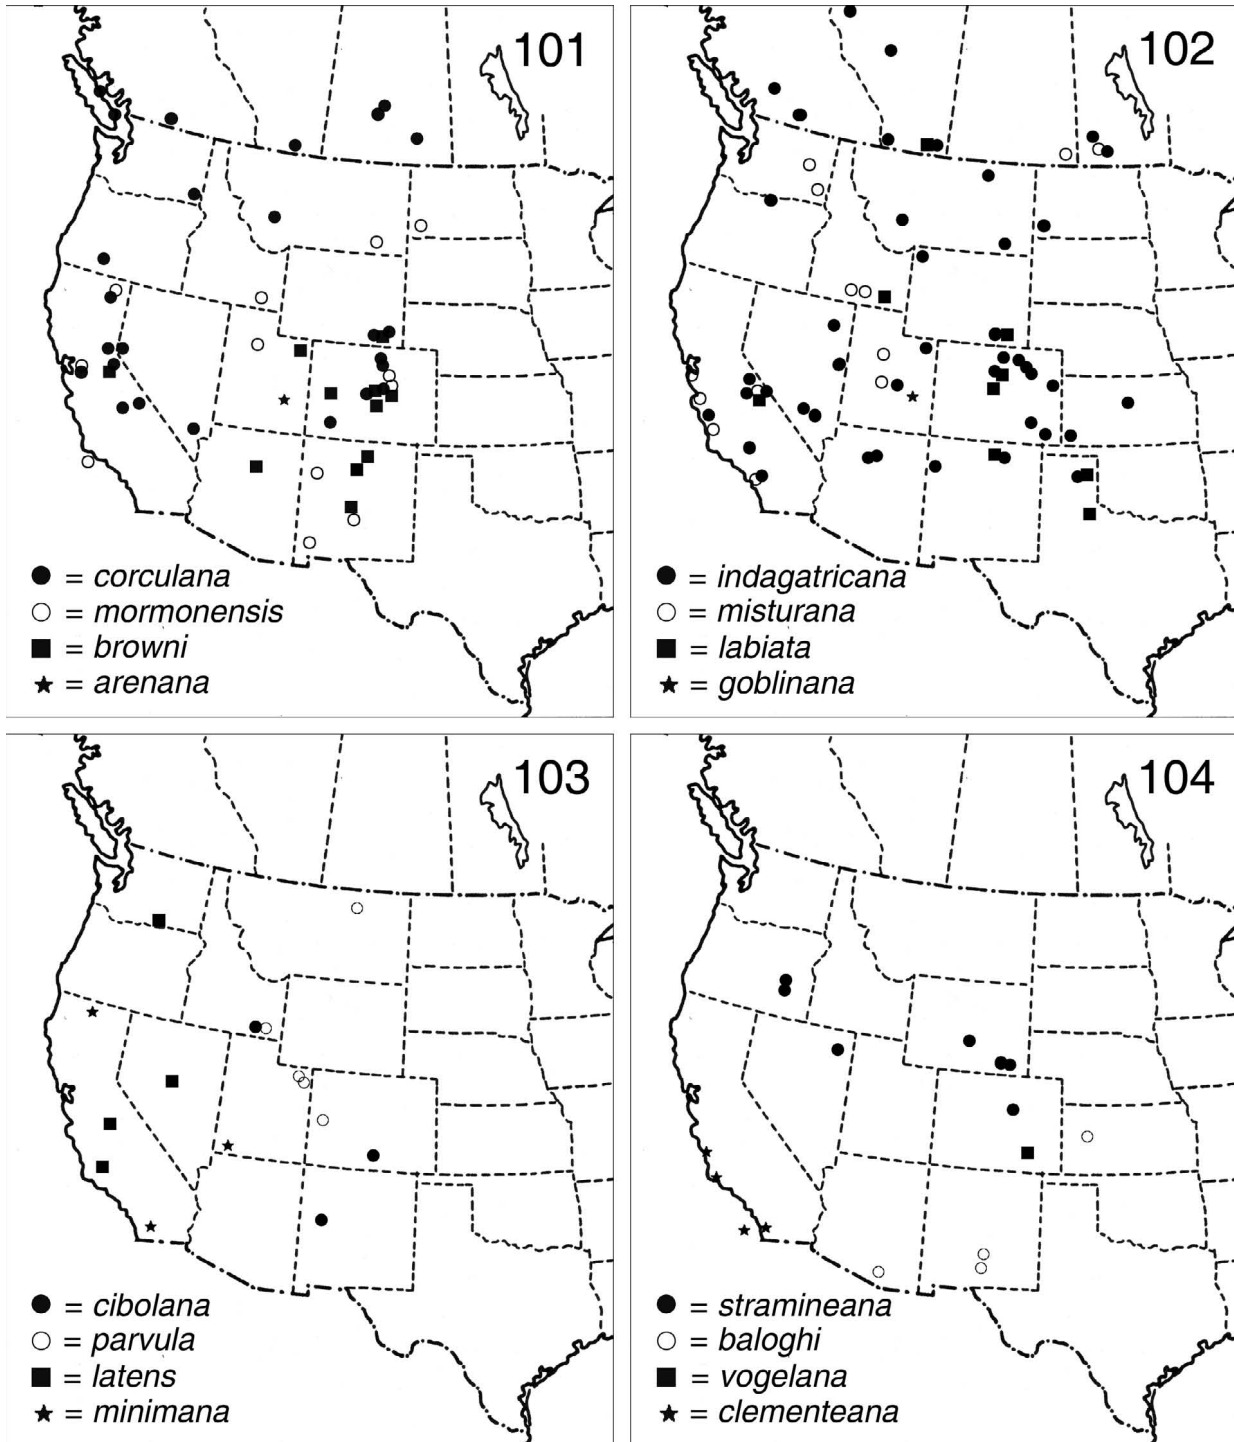 101
● = corculana
○ = mormonensis
■ = browni
★ = arenana
102
● = indagatricana
○ = misturana
■ = labiata
★ = goblinana
103
● = cibolana
○ = parvula
■ = latens
★ = minimana
104
● = stramineana
○ = baloghi
■ = vogelana
★ = clementeana